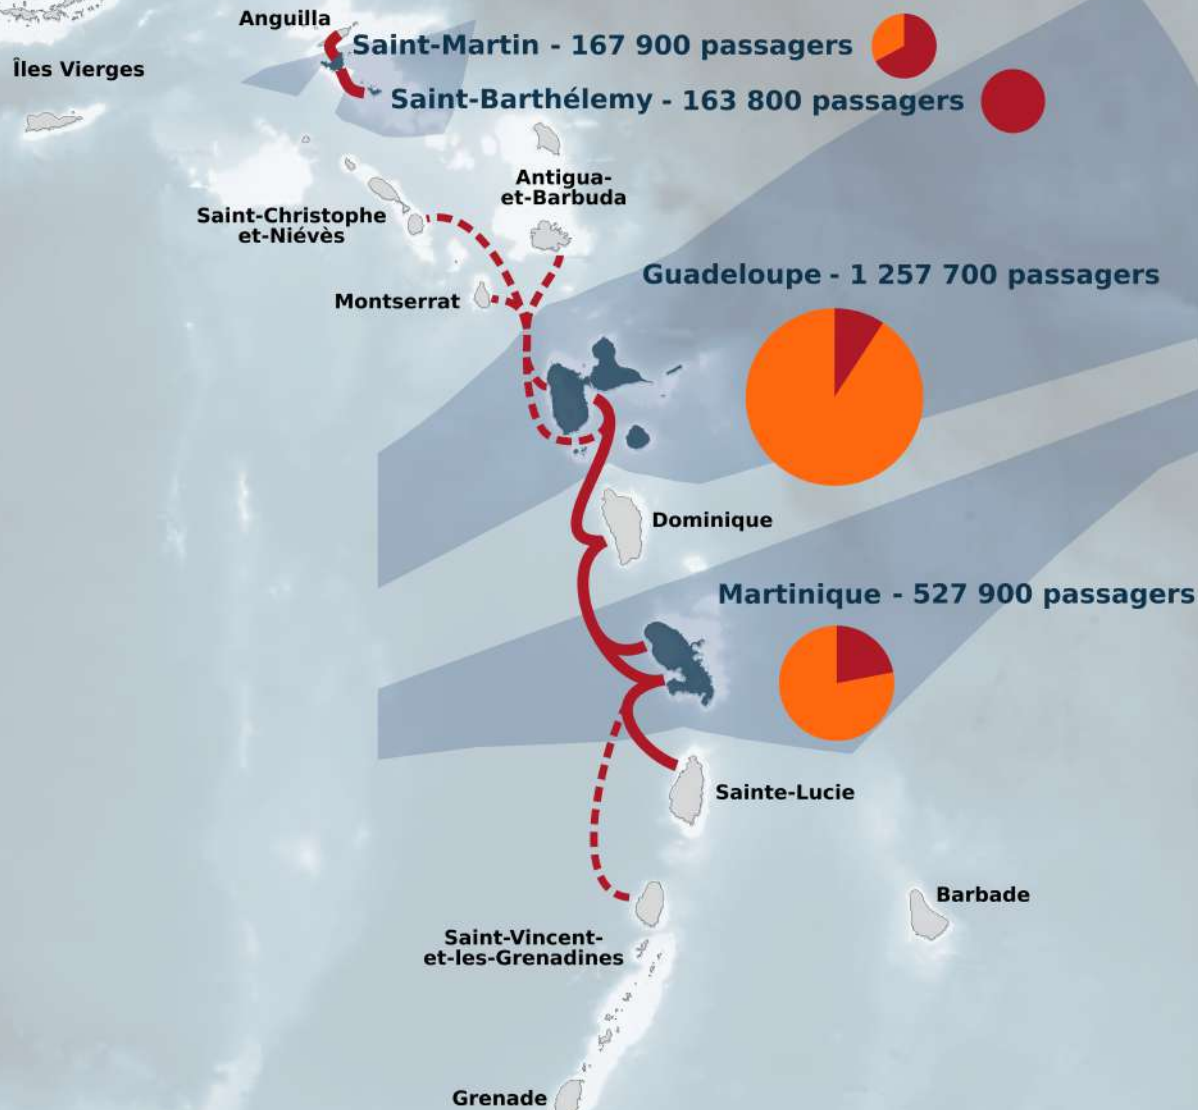 Anguilla
Saint-Martin - 167 900 passagers
Îles Vierges
Saint-Barthélemy - 163 800 passagers
Antigua-
et-Barbuda
Saint-Christophe
et-Niévès
Guadeloupe - 1 257 700 passagers
Montserrat
Dominique
Martinique - 527 900 passagers
Sainte-Lucie
Barbade
Saint-Vincent-
et-les-Grenadines
Grenade